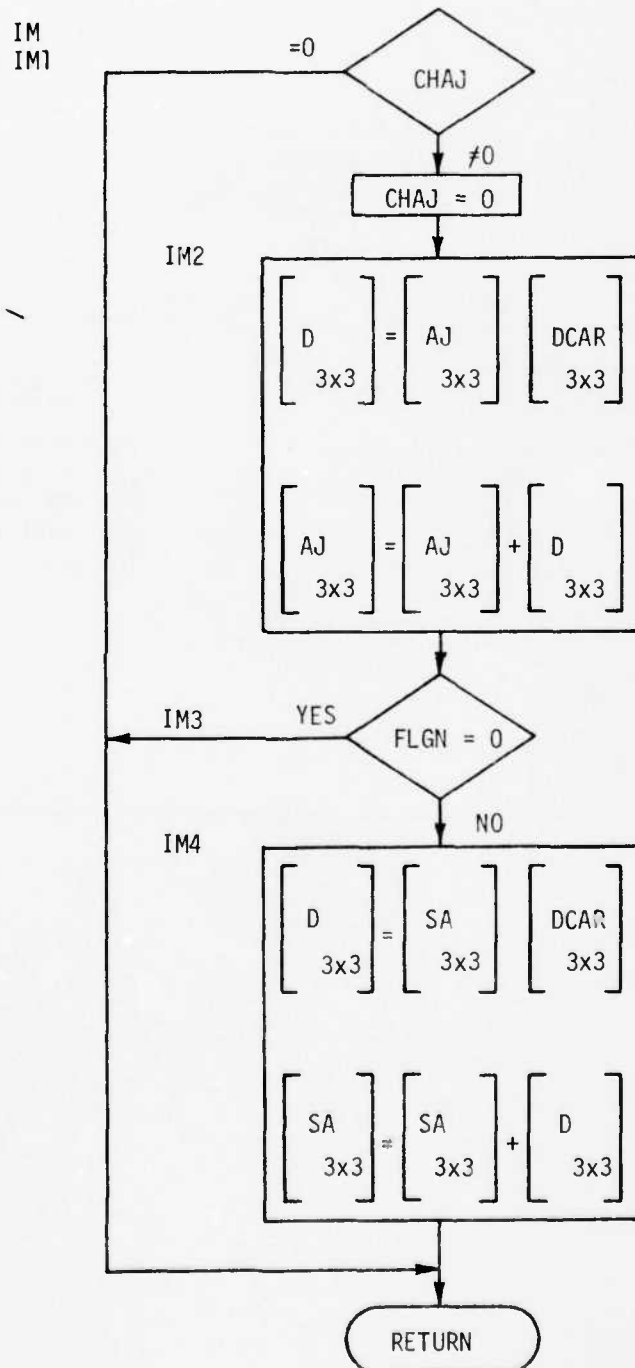 IM
IM1
=0
CHAJ
≠0
CHAJ = 0
IM2
D = AJ DCAR
3x3 3x3 3x3
AJ = AJ + D
3x3 3x3 3x3
IM3
YES
FLGN = 0
NO
IM4
D = SA DCAR
3x3 3x3 3x3
SA = SA + D
3x3 3x3 3x3
RETURN